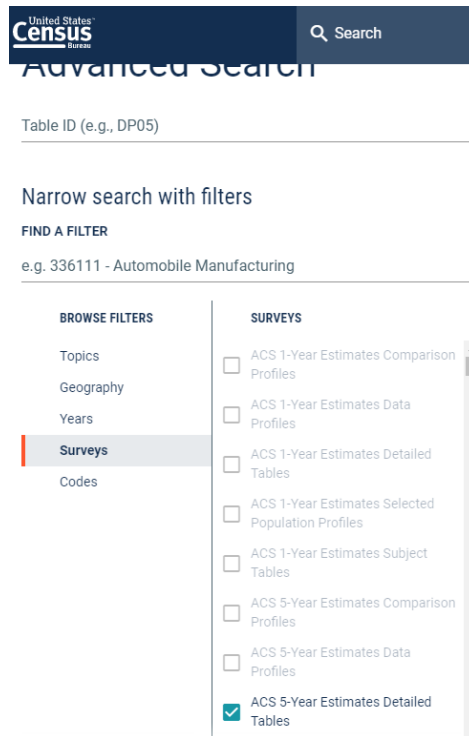 United States®
Census
Bureau
Search
Advanced Search
Table ID (e.g., DP05)
Narrow search with filters
FIND A FILTER
e.g. 336111 - Automobile Manufacturing
BROWSE FILTERS
Topics
Geography
Years
Surveys
Codes
SURVEYS
ACS 1-Year Estimates Comparison
Profiles
ACS 1-Year Estimates Data
Profiles
ACS 1-Year Estimates Detailed
Tables
ACS 1-Year Estimates Selected
Population Profiles
ACS 1-Year Estimates Subject
Tables
ACS 5-Year Estimates Comparison
Profiles
ACS 5-Year Estimates Data
Profiles
ACS 5-Year Estimates Detailed
Tables